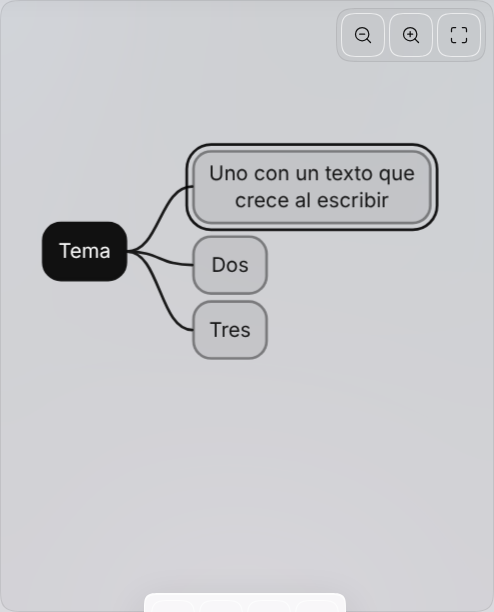 Uno con un texto que
crece al escribir
Tema
Dos
Tres